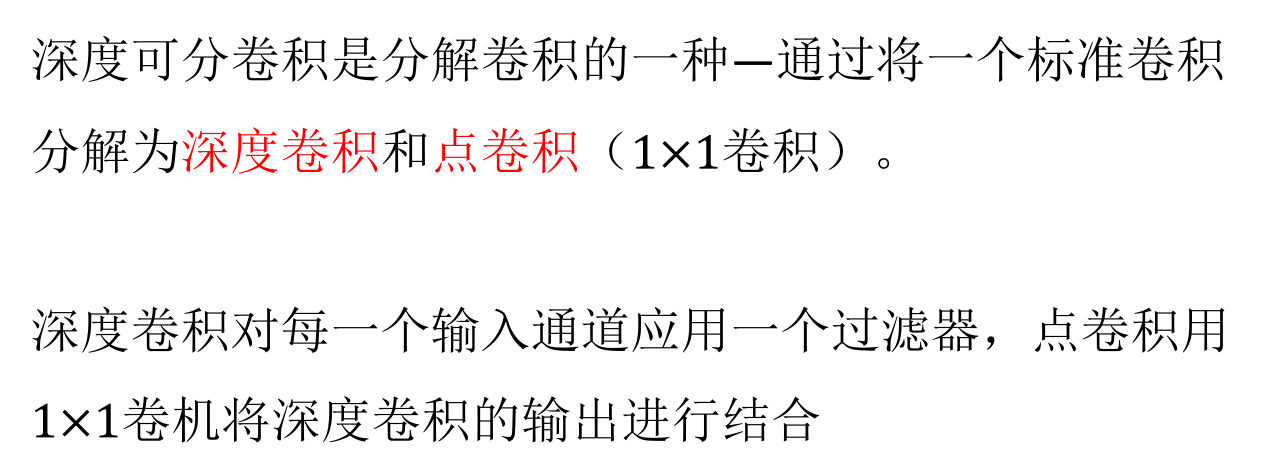 深度可分卷积是分解卷积的一种—通过将一个标准卷积
分解为深度卷积和点卷积（1×1卷积）。
深度卷积对每一个输入通道应用一个过滤器，点卷积用
1×1卷机将深度卷积的输出进行结合